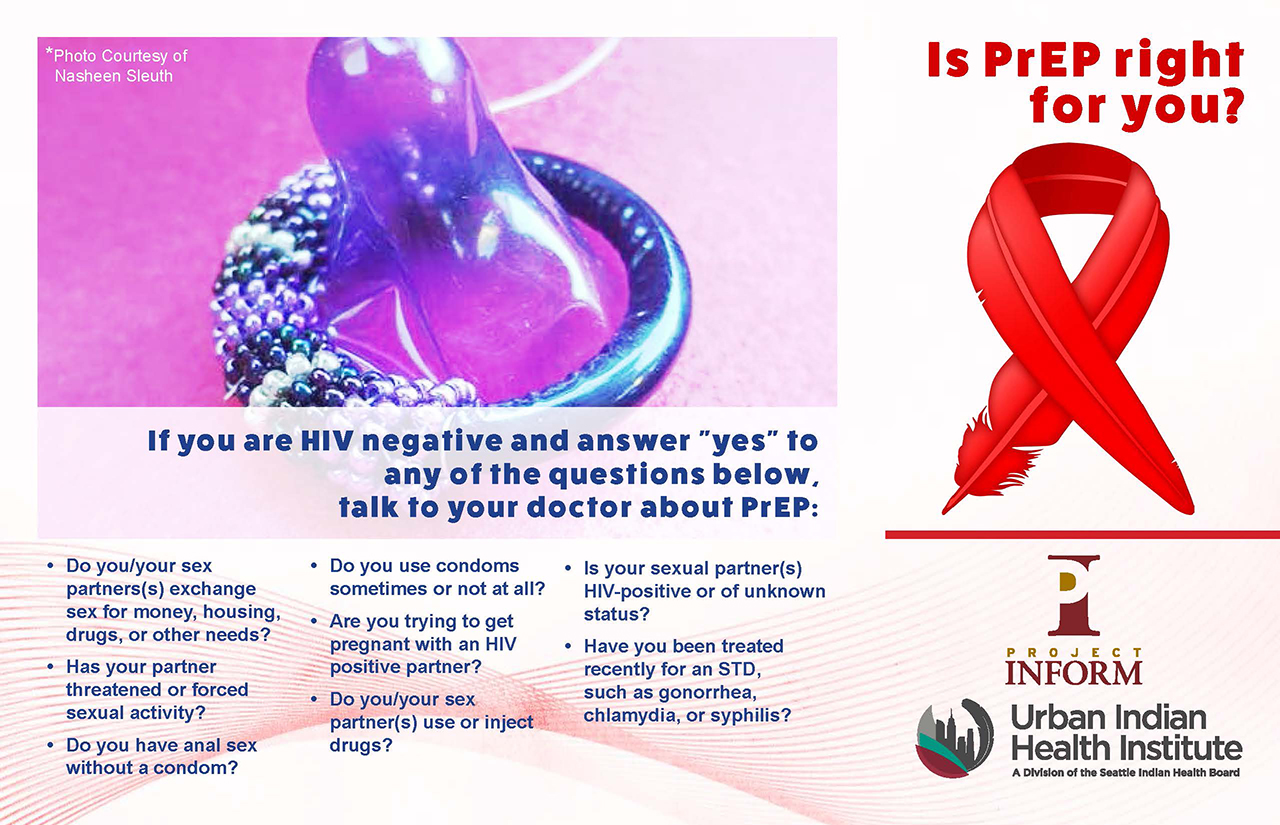 *Photo Courtesy of
Nasheen Sleuth
Is PrEP right
for you?
If you are HIV negative and answer "yes" to
any of the questions below,
talk to your doctor about PrEP:
• Do you/your sex
partners(s) exchange
sex for money, housing,
drugs, or other needs?
• Has your partner
threatened or forced
sexual activity?
• Do you have anal sex
without a condom?
• Do you use condoms
sometimes or not at all?
• Are you trying to get
pregnant with an HIV
positive partner?
• Do you/your sex
partner(s) use or inject
drugs?
• Is your sexual partner(s)
HIV-positive or of unknown
status?
• Have you been treated
recently for an STD,
such as gonorrhea,
chlamydia, or syphilis?
PI
PROJECT
INFORM
Urban Indian
Health Institute
A Division of the Seattle Indian Health Board